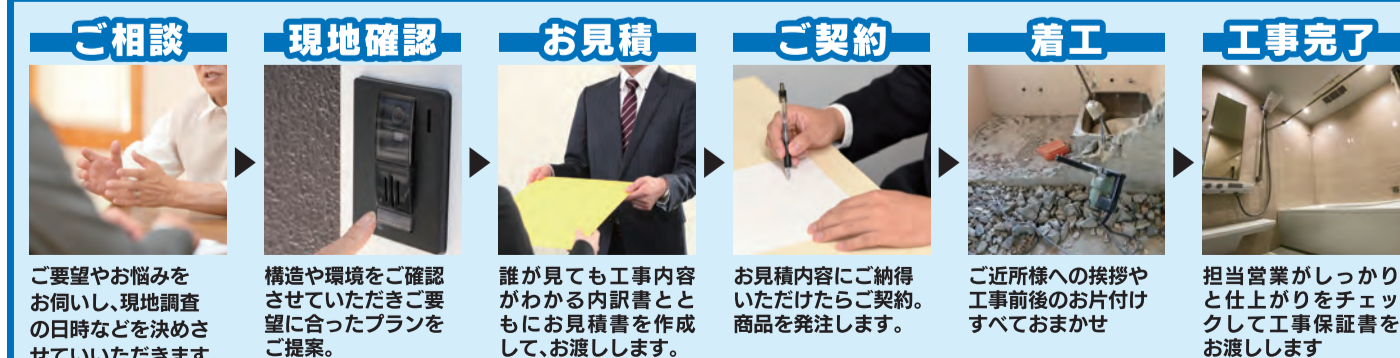 ご相談
ご要望やお悩みを
お伺いし、現地調査
の日時などを決めさ
せていいただきます
現地確認
構造や環境をご確認
させていただきご要
望に合ったプランを
ご提案。
お見積
誰が見ても工事内容
がわかる内訳書とと
もにお見積書を作成
して、お渡しします。
ご契約
お見積内容にご納得
いただけたらご契約。
商品を発注します。
着工
ご近所様への挨拶や
工事前後のお片付け
すべておまかせ
工事完了
担当営業がしっかり
と仕上がりをチェッ
クして工事保証書を
お渡しします